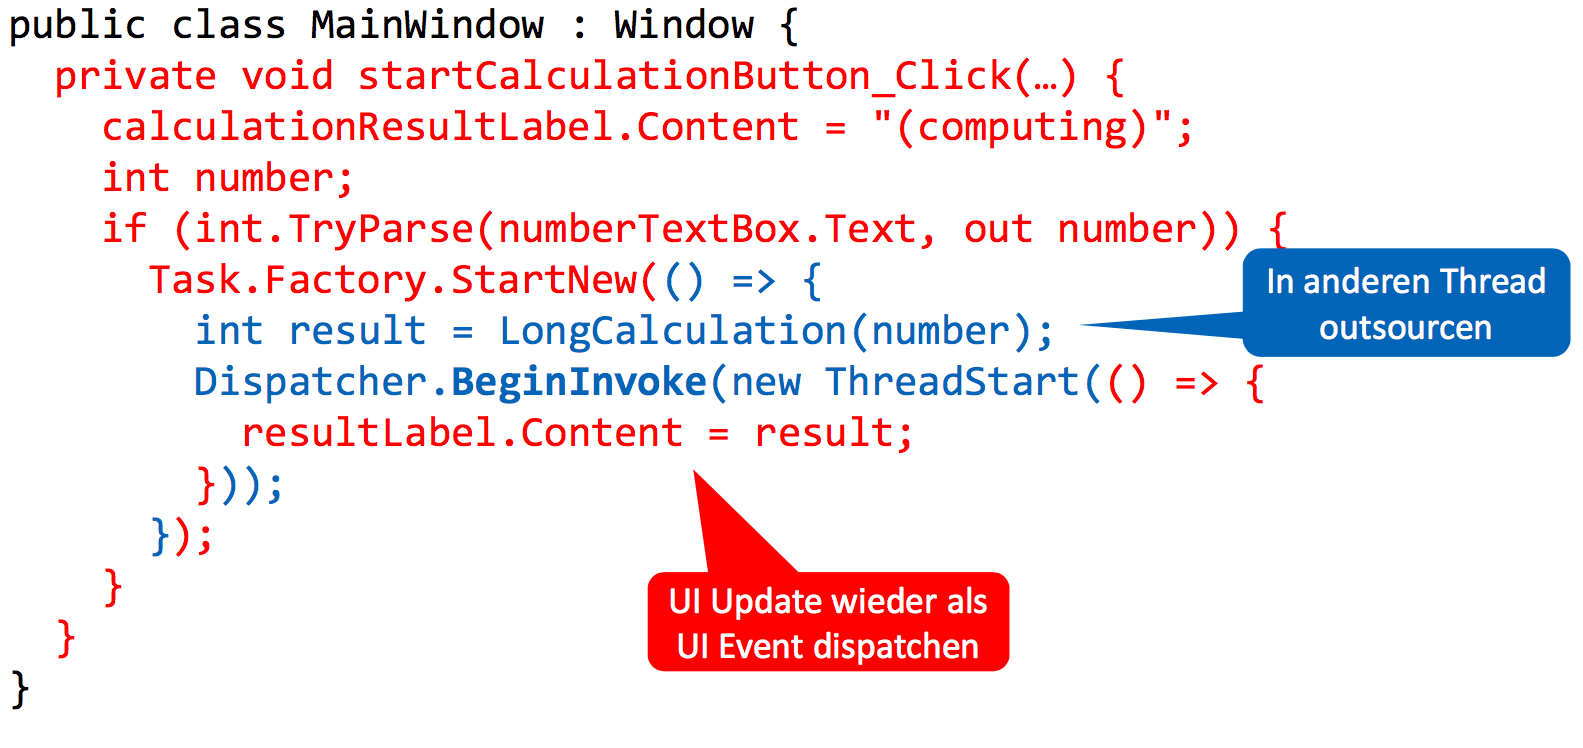 public class MainWindow : Window {
private void startCalculationButton_Click(…) {
calculationResultLabel.Content = "(computing)";
int number;
if (int.TryParse(numberTextBox.Text, out number)) {
Task.Factory.StartNew(() => {
int result = LongCalculation(number);
Dispatcher.BeginInvoke(new ThreadStart(() => {
resultLabel.Content = result;
}));
});
}
}
}
In anderen Thread
outsourcen
UI Update wieder als
UI Event dispatchen